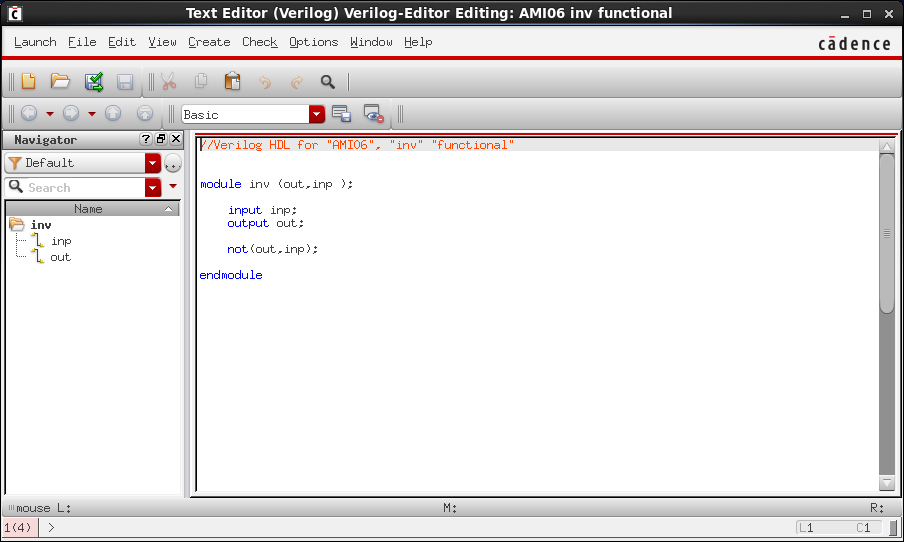 Text Editor (Verilog) Verilog-Editor Editing: AMI06 inv functional
Launch File Edit View Create Check Options Window Help
cādence
Basic
Navigator
Default
Search
Name
inv
inp
out
//Verilog HDL for "AMI06", "inv" "functional"
module inv (out,inp );
input inp;
output out;
not(out,inp);
endmodule
mouse L: M: R:
1(4) > L1 C1